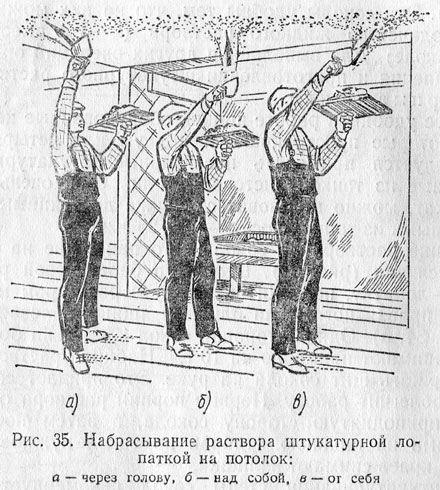 а)
б)
в)
Рис. 35. Набрасывание раствора штукатурной ло-
паткой на потолок:
а — через голову, б — над собой, в — от себя